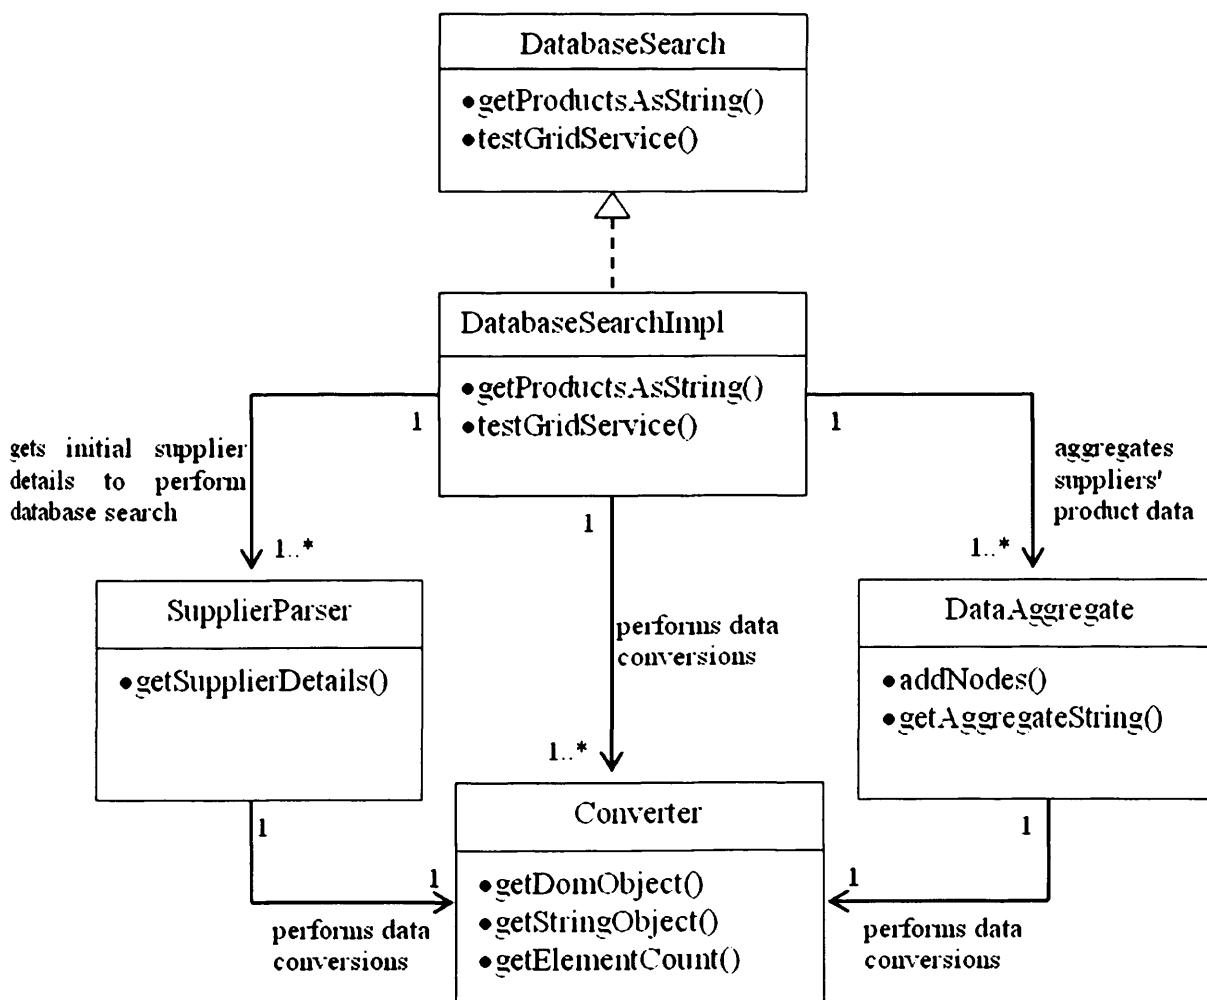 DatabaseSearch
•getProductsAsString()
•testGridService()
DatabaseSearchImpl
•getProductsAsString()
•testGridService()
1
1
1
gets initial supplier
details to perform
database search
1..*
aggregates
suppliers'
product data
1..*
performs data
conversions
1..*
SupplierParser
•getSupplierDetails()
DataAggregate
•addNodes()
•getAggregateString()
Converter
•getDomObject()
•getStringObject()
•getElementCount()
1
1
performs data
conversions
1
1
performs data
conversions